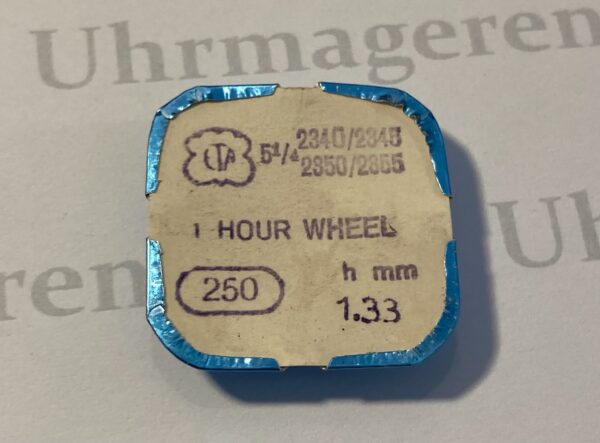 Uhrmageren
ETA 5¼ 2340/2345
2350/2355
1 HOUR WHEEL
250 h mm
1.33
ren
Uh